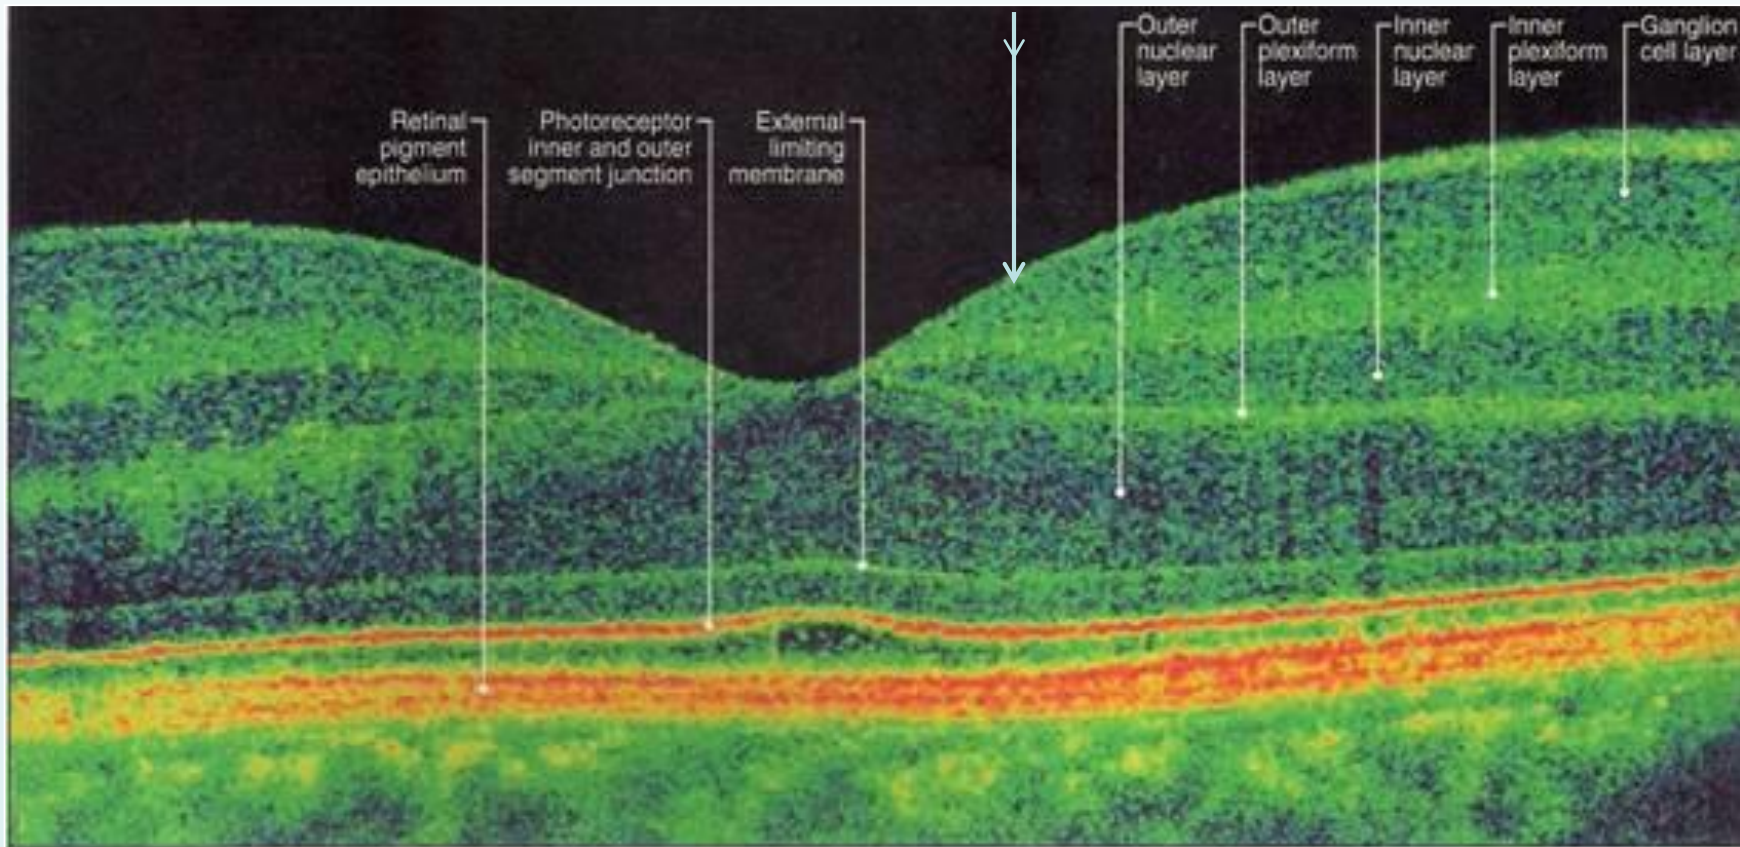 Outer
nuclear
layer
Outer
plexiform
layer
Inner
nuclear
layer
Inner
plexiform
layer
Ganglion
cell layer
Retinal
pigment
epithelium
Photoreceptor
inner and outer
segment junction
External
limiting
membrane